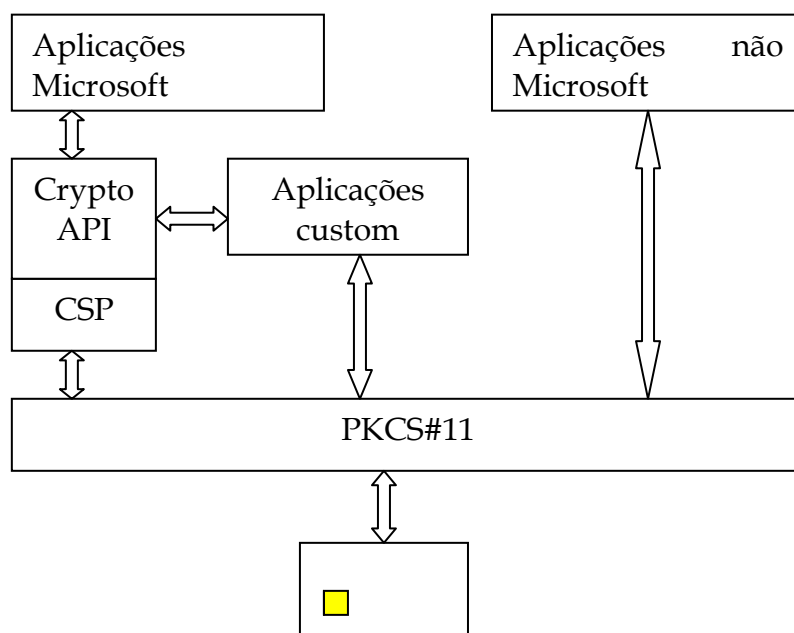 Aplicações
Microsoft
Aplicações não
Microsoft
Crypto
API
Aplicações
custom
CSP
PKCS#11